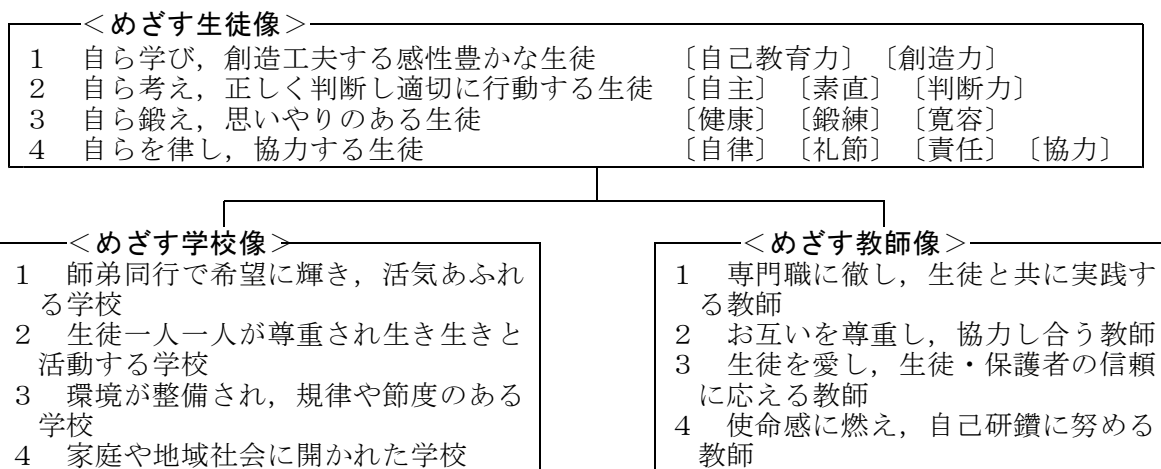 ＜めざす生徒像＞
１　自ら学び，創造工夫する感性豊かな生徒　〔自己教育力〕〔創造力〕
２　自ら考え，正しく判断し適切に行動する生徒　〔自主〕〔素直〕〔判断力〕
３　自ら鍛え，思いやりのある生徒　〔健康〕〔鍛練〕〔寛容〕
４　自らを律し，協力する生徒　〔自律〕〔礼節〕〔責任〕〔協力〕
＜めざす学校像＞
１　師弟同行で希望に輝き，活気あふれ
る学校
２　生徒一人一人が尊重され生き生きと
活動する学校
３　環境が整備され，規律や節度のある
学校
４　家庭や地域社会に開かれた学校
＜めざす教師像＞
１　専門職に徹し，生徒と共に実践す
る教師
２　お互いを尊重し，協力し合う教師
３　生徒を愛し，生徒・保護者の信頼
に応える教師
４　使命感に燃え，自己研鑽に努める
教師